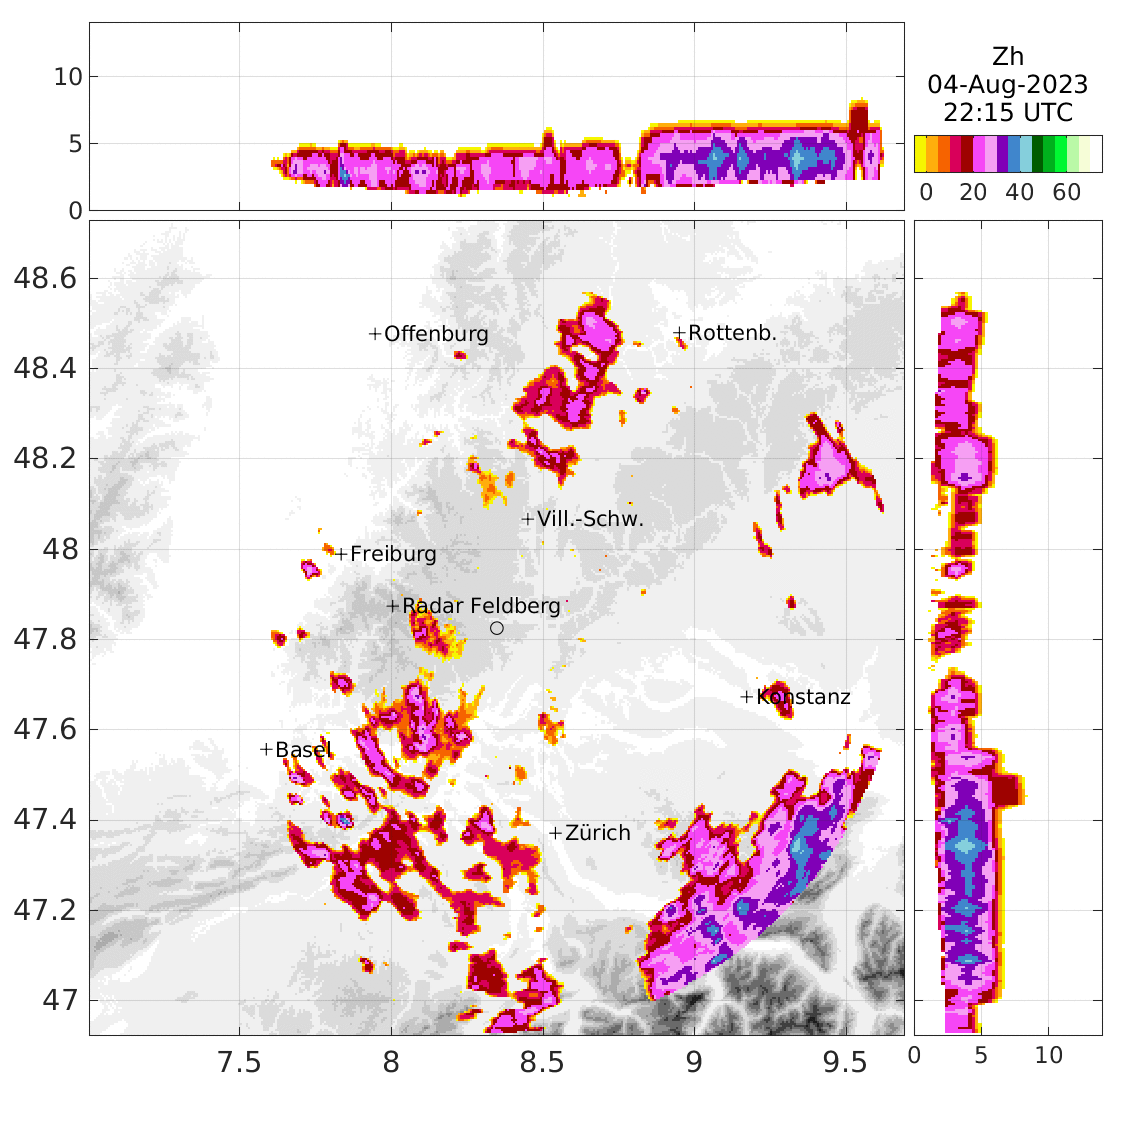 10
5
0
Zh
04-Aug-2023
22:15 UTC
0 20 40 60
48.6
48.4
48.2
48
47.8
47.6
47.4
47.2
47
+Offenburg
+Rottenb.
+Vill.-Schw.
+Freiburg
+Radar Feldberg
+Konstanz
+Basel
+Zürich
7.5 8 8.5 9 9.5
0 5 10